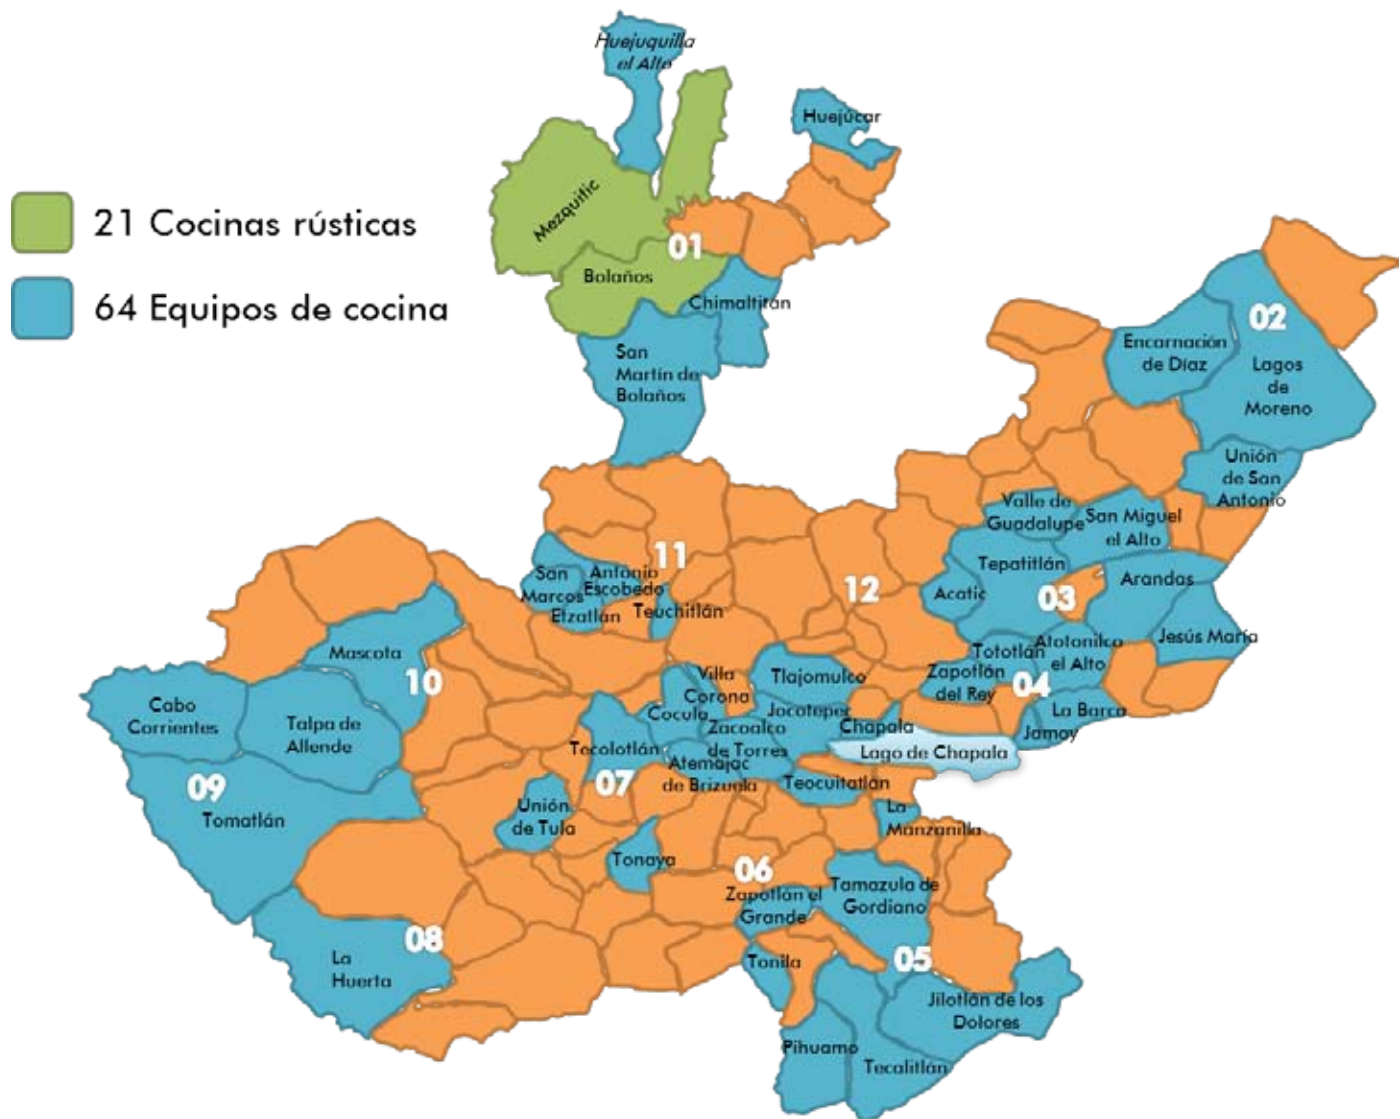 Huejuquilla
el Alto
Huejúcar
21 Cocinas rústicas
64 Equipos de cocina
Mezquitic
01
Bolaños
Chimaltitán
San
Martín de
Bolaños
02
Encarnación
de Díaz
Lagos
de
Moreno
Unión
de San
Antonio
Valle de
Guadalupe
San Miguel
el Alto
Tepatitlán
Acatic
03
Arandas
Jesús María
11
12
San
Marcos
Antonio
Escobedo
Etzatlán
Teuchitlán
Tototlán
Atotonilco
el Alto
Zapotlán
del Rey
04
La Barca
Jamay
Mascota
10
Cabo
Corrientes
Talpa de
Allende
Villa
Corona
Cocula
Tlajomulco
Jocotepec
Chapala
Zacoalco
de Torres
Lago de Chapala
Tecolotlán
07
Atemajac
de Brizuela
Teocuitatlán
La
Manzanilla
09
Tomatlán
Unión
de Tula
Tonaya
06
Zapotlán el
Grande
Tamazula de
Gordiano
08
La
Huerta
05
Tonila
Jilotlán de los
Dolores
Pihuamo
Tecalitlán